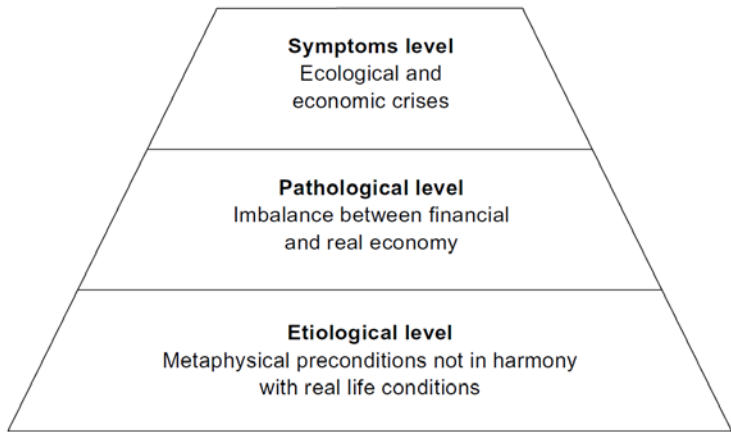 Symptoms level
Ecological and
economic crises
Pathological level
Imbalance between financial
and real economy
Etiological level
Metaphysical preconditions not in harmony
with real life conditions